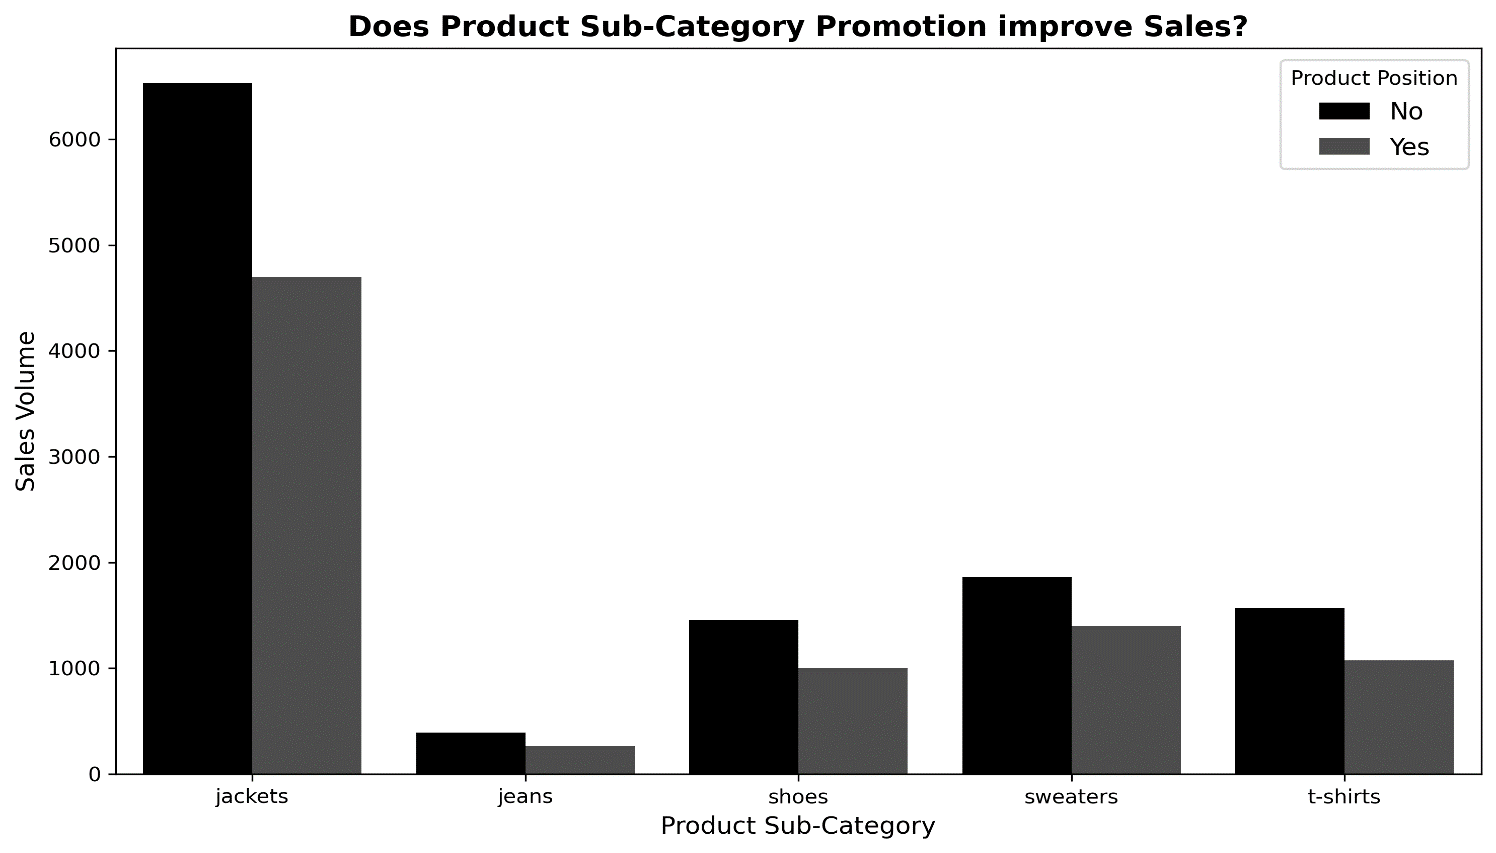 Does Product Sub-Category Promotion improve Sales?
Product Position
No
Yes
Sales Volume
6000
5000
4000
3000
2000
1000
0
jackets
jeans
shoes
sweaters
t-shirts
Product Sub-Category